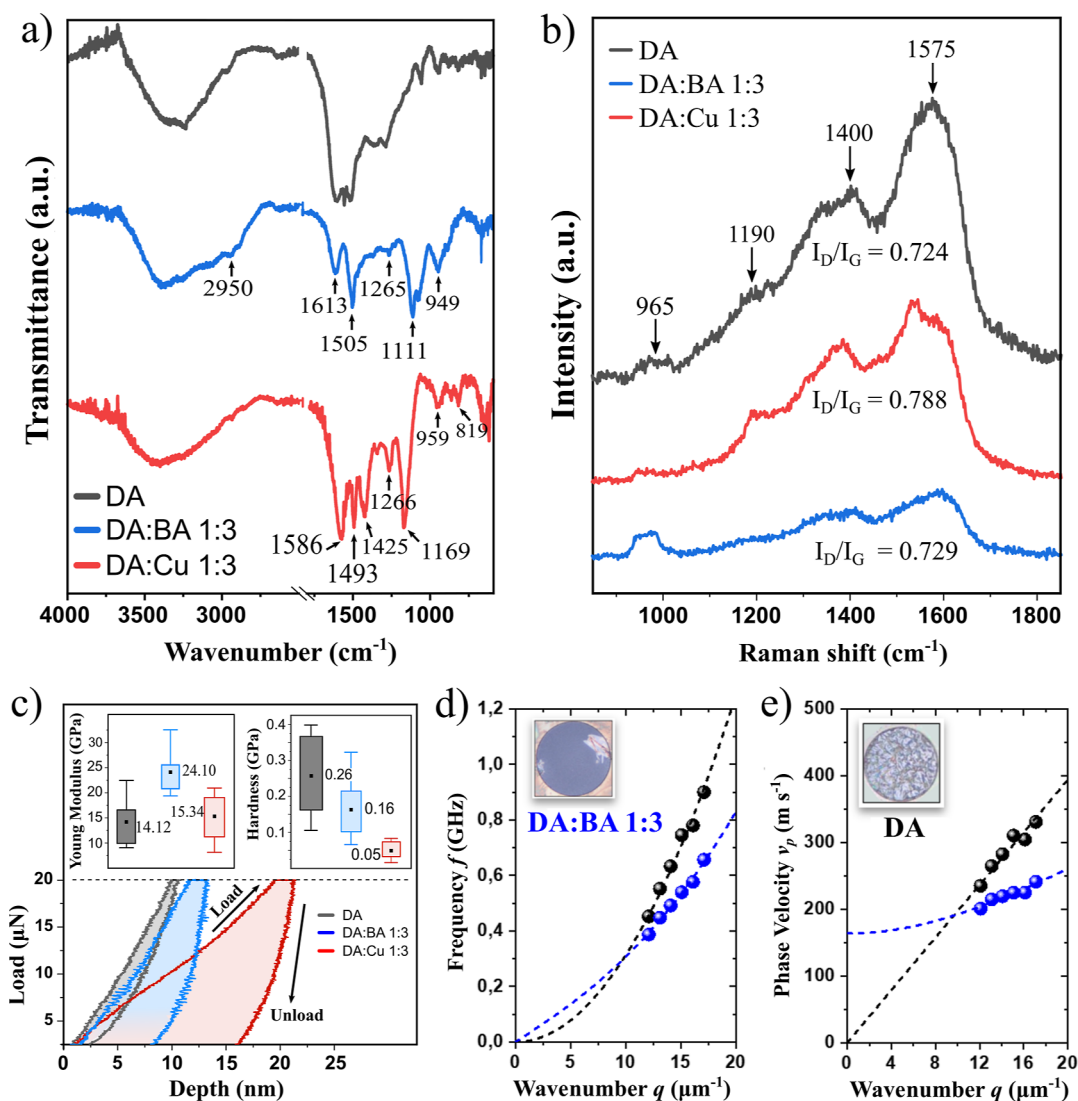 a)
Transmittance (a.u.)
2950
1613
1505
1265
1111
949
1586
1493
1425
1266
1169
959
819
DA
DA:BA 1:3
DA:Cu 1:3
4000 3000 2000 1500 1000
Wavenumber (cm-1)
b)
Intensity (a.u.)
DA
DA:BA 1:3
DA:Cu 1:3
965
1190
1400
1575
ID/IG = 0.724
ID/IG = 0.788
ID/IG = 0.729
1000 1200 1400 1600 1800
Raman shift (cm-1)
c)
Young Modulus (GPa)
30
25
20
15
10
14.12
24.10
15.34
Hardness (GPa)
0.4
0.3
0.2
0.1
0.26
0.16
0.05
Load (μN)
20
15
10
5
Load
Unload
DA
DA:BA 1:3
DA:Cu 1:3
5 10 15 20 25
Depth (nm)
d)
Frequency f (GHz)
1,2
1,0
0,8
0,6
0,4
0,2
0,0
DA:BA 1:3
0 4 8 12 16 20
Wavenumber q (μm-1)
e)
Phase Velocity vp (m s-1)
500
400
300
200
100
0
DA
0 4 8 12 16 20
Wavenumber q (μm-1)